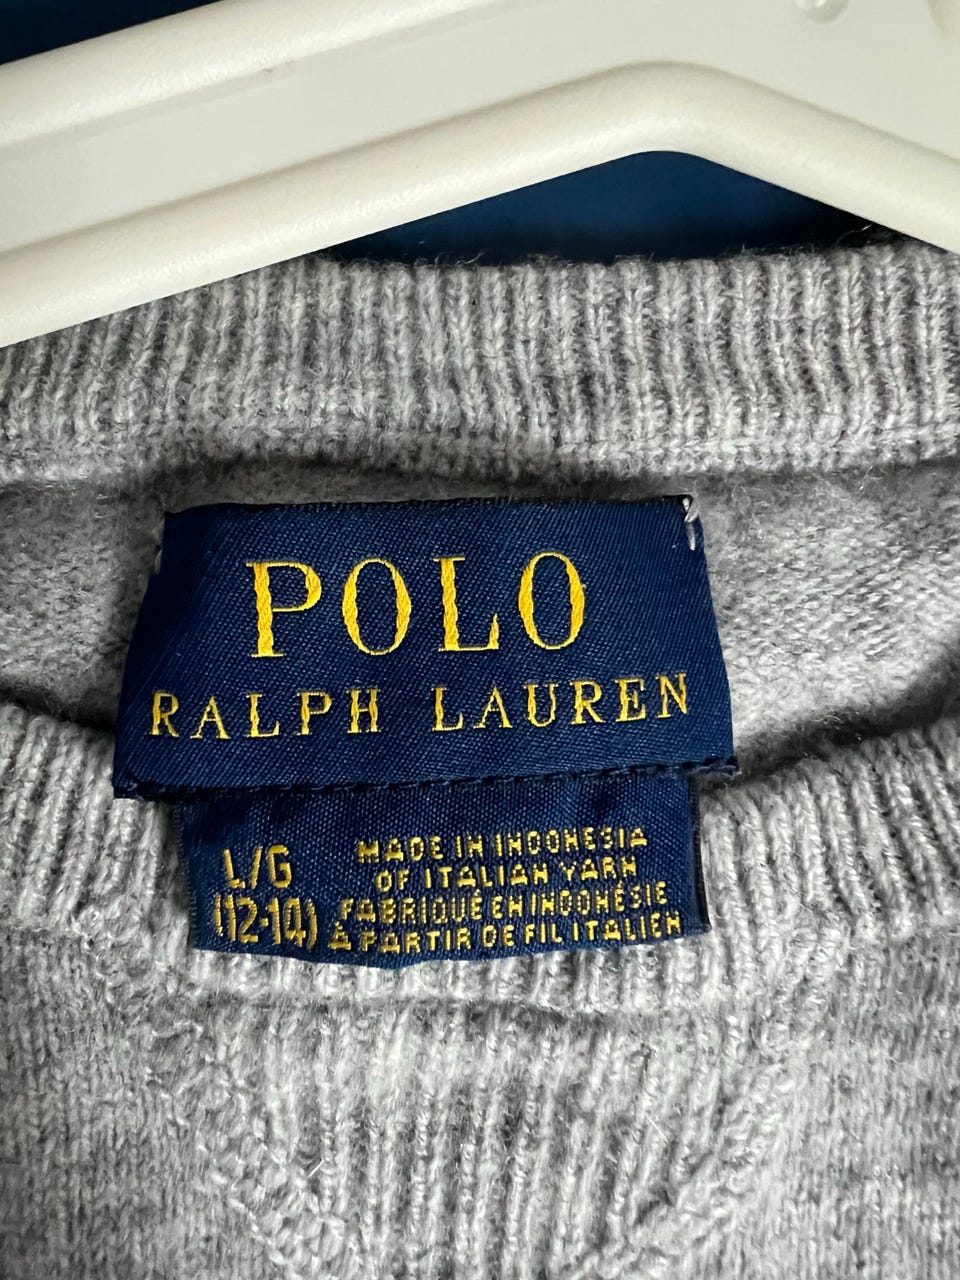 POLO
RALPH LAUREN
L/G
(12-14)
MADE IN INDONESIA
OF ITALIAN YARN
FABRIQUÉ EN INDONÉSIE
À PARTIR DE FIL ITALIEN